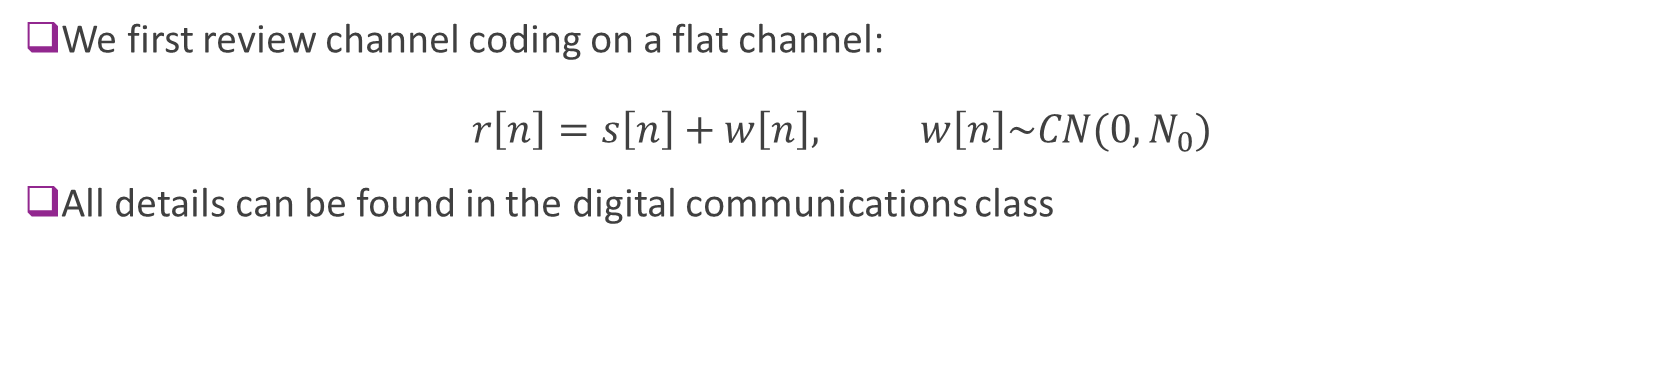 ❑We first review channel coding on a flat channel:
r[n] = s[n] + w[n], w[n]~CN(0, N₀)
❑All details can be found in the digital communications class